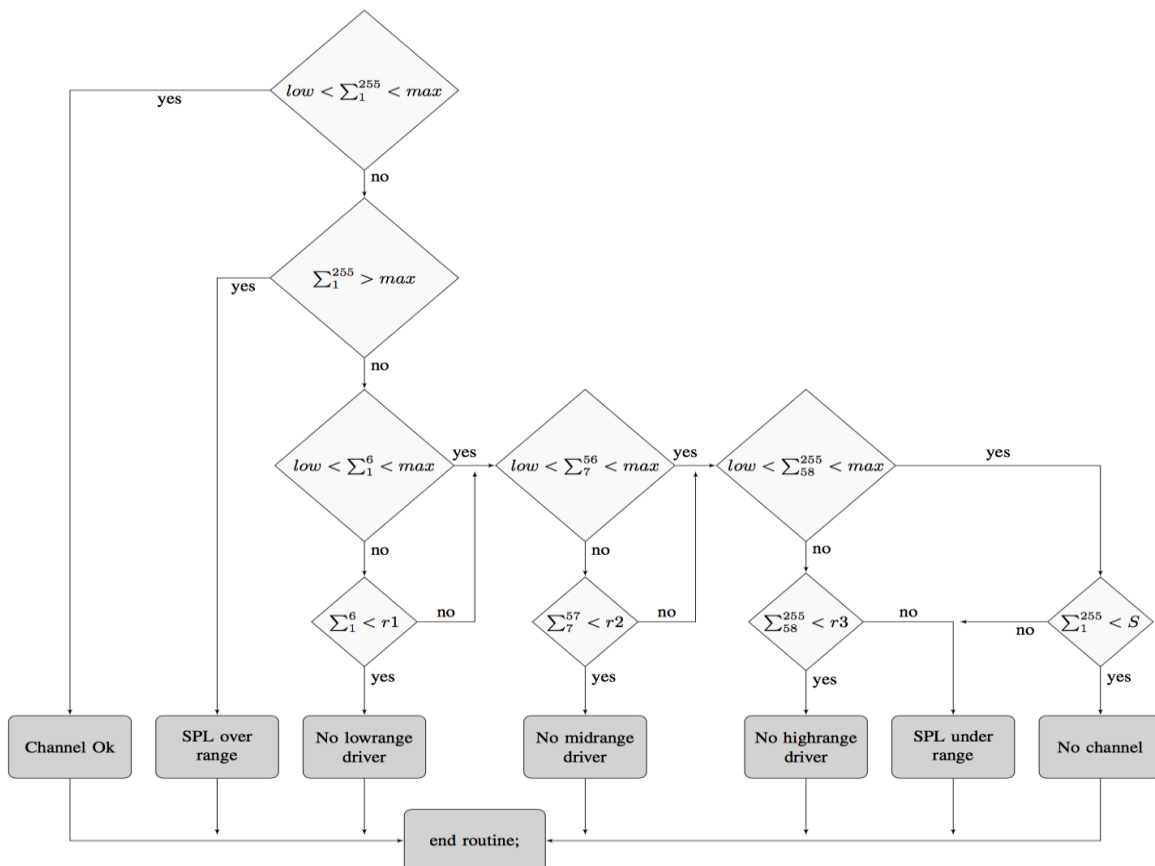 low < ∑₁²⁵⁵ < max
yes
no
∑₁²⁵⁵ > max
yes
no
low < ∑₁⁶ < max
yes
low < ∑₇⁵⁶ < max
yes
low < ∑₅₈²⁵⁵ < max
yes
no
no
no
∑₁⁶ < r1
no
∑₇⁵⁷ < r2
no
∑₅₈²⁵⁵ < r3
no
no
∑₁²⁵⁵ < S
yes
yes
yes
yes
Channel Ok
SPL over
range
No lowrange
driver
No midrange
driver
No highrange
driver
SPL under
range
No channel
end routine;